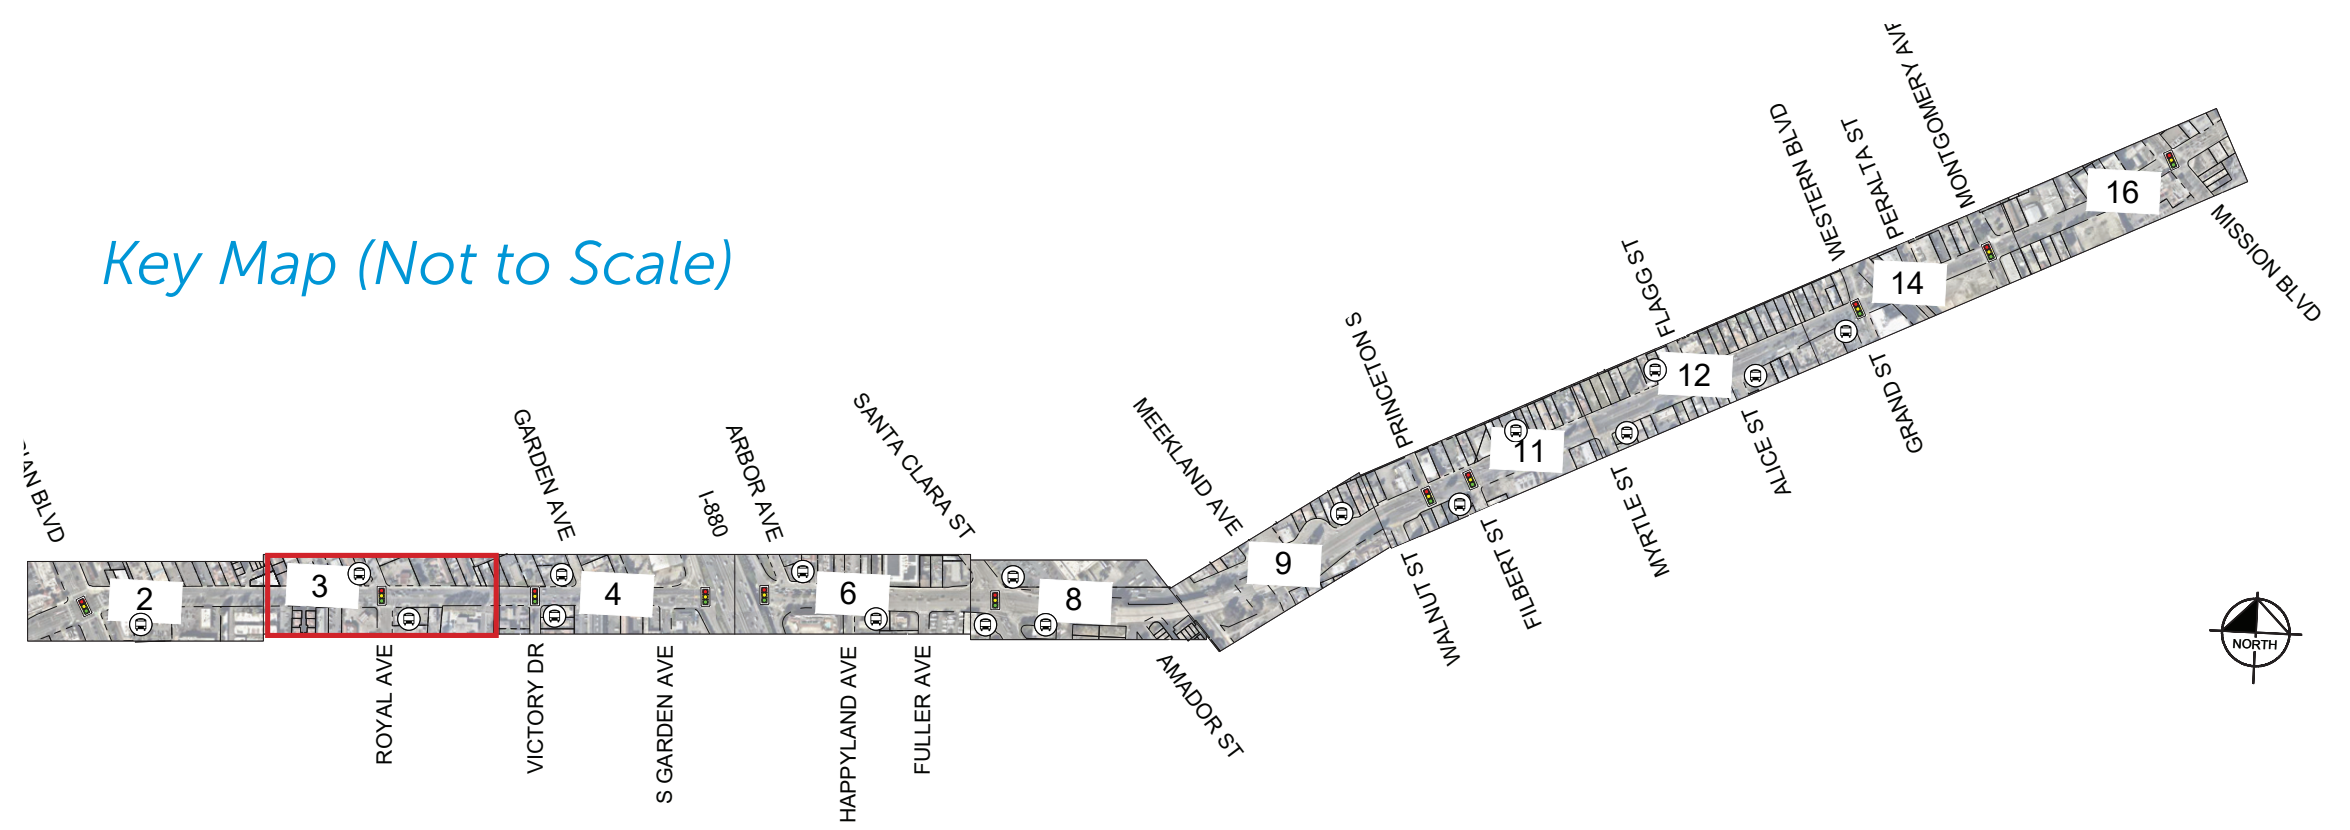 MONTGOMERY AVE
WESTERN BLVD
PERALTA ST
16
MISSION BLVD
Key Map (Not to Scale)
FLAGG ST
14
PRINCETON S
12
GRAND ST
SANTA CLARA ST
MEEKLAND AVE
GARDEN AVE
ARBOR AVE
11
ALICE ST
BLVD
I-880
MYRTLE ST
FILBERT ST
WALNUT ST
2
3
4
6
8
9
ROYAL AVE
VICTORY DR
S GARDEN AVE
HAPPYLAND AVE
FULLER AVE
AMADOR ST
NORTH